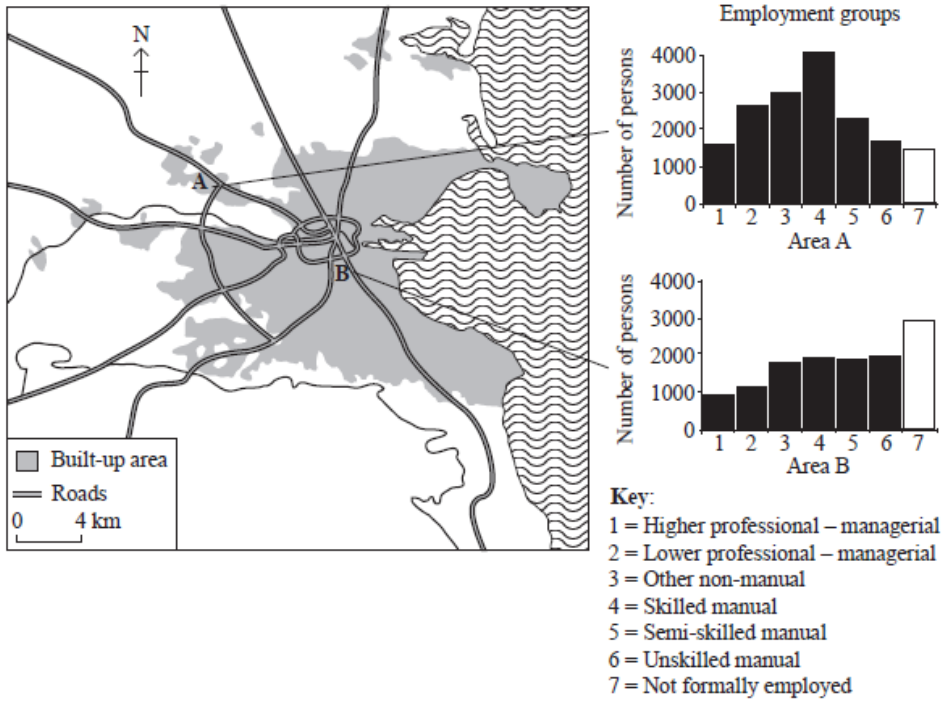 N
A
B
Built-up area
Roads
0 4 km
Employment groups
Number of persons
4000
3000
2000
1000
0
1 2 3 4 5 6 7
Area A
Number of persons
4000
3000
2000
1000
0
1 2 3 4 5 6 7
Area B
Key:
1 = Higher professional – managerial
2 = Lower professional – managerial
3 = Other non-manual
4 = Skilled manual
5 = Semi-skilled manual
6 = Unskilled manual
7 = Not formally employed